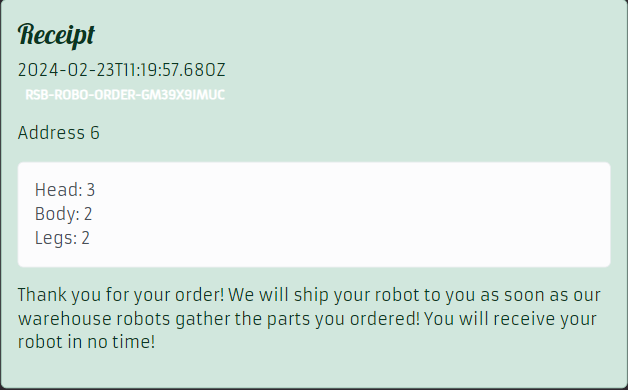 Receipt
2024-02-23T11:19:57.680Z
RSB-ROBO-ORDER-GM39X9IMUC
Address 6
Head: 3
Body: 2
Legs: 2
Thank you for your order! We will ship your robot to you as soon as our
warehouse robots gather the parts you ordered! You will receive your
robot in no time!